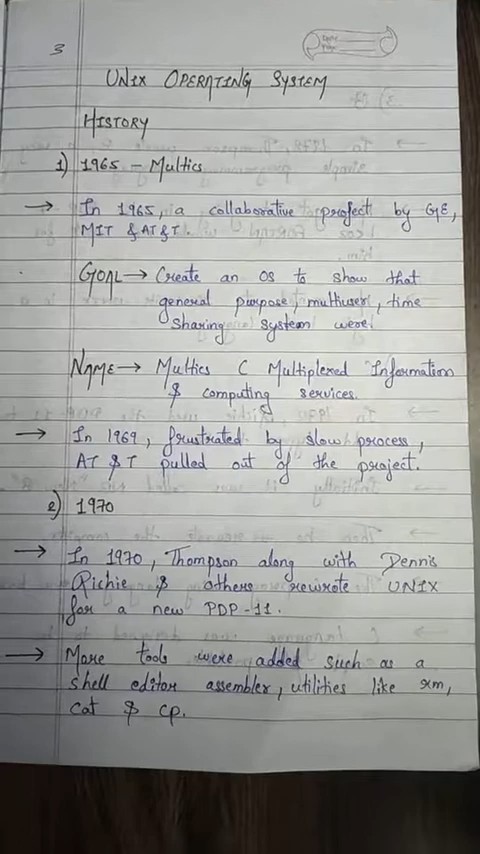 3
UNIX OPERATING SYSTEM
HISTORY
1) 1965 - Multics
→ In 1965, a collaborative project by GE,
MIT & AT&T.
GOAL → Create an OS to show that
general purpose, multiuser, time
sharing system were
NAME → Multics C Multiplexed Information
& computing services.
→ In 1969, frustrated by slow process,
AT & T pulled out of the project.
2) 1970
→ In 1970, Thompson along with Dennis
Richie & others rewrote UNIX
for a new PDP-11.
→ More tools were added such as a
shell editor assembler, utilities like rm,
cat & cp.